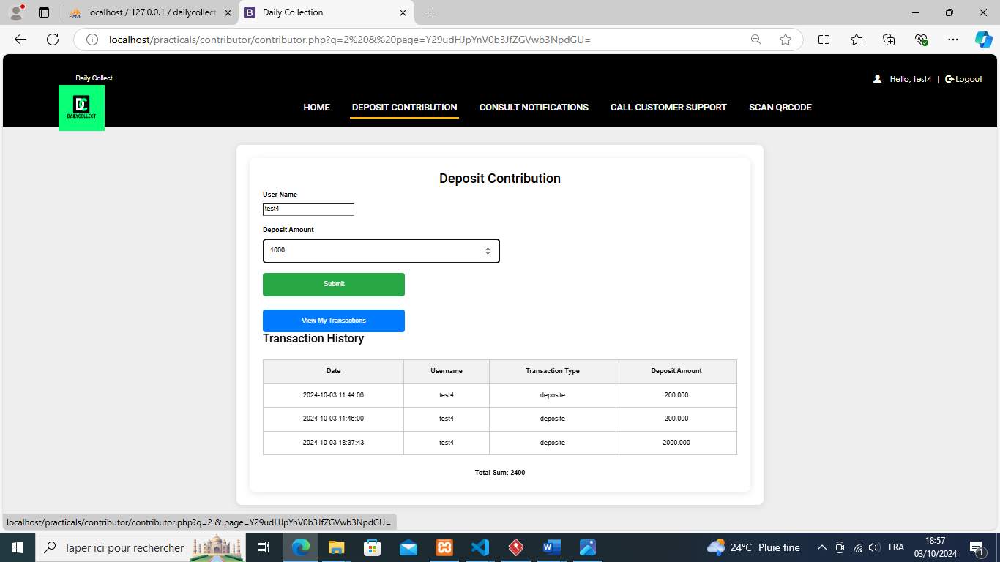 localhost / 127.0.0.1 / dailycollect
Daily Collection
localhost/practicals/contributor/contributor.php?q=2%20&%20page=Y29udHJpYnV0b3JfZGVwb3NpdGU=
Daily Collect
Hello, test4 | Logout
DC
DAILYCOLLECT
HOME DEPOSIT CONTRIBUTION CONSULT NOTIFICATIONS CALL CUSTOMER SUPPORT SCAN QRCODE
Deposit Contribution
User Name
test4
Deposit Amount
1000
Submit
View My Transactions
Transaction History
Date Username Transaction Type Deposit Amount
2024-10-03 11:44:06 test4 deposite 200.000
2024-10-03 11:46:00 test4 deposite 200.000
2024-10-03 18:37:43 test4 deposite 2000.000
Total Sum: 2400
localhost/practicals/contributor/contributor.php?q=2 & page=Y29udHJpYnV0b3JfZGVwb3NpdGU=
Taper ici pour rechercher
24°C Pluie fine
FRA
18:57
03/10/2024
1